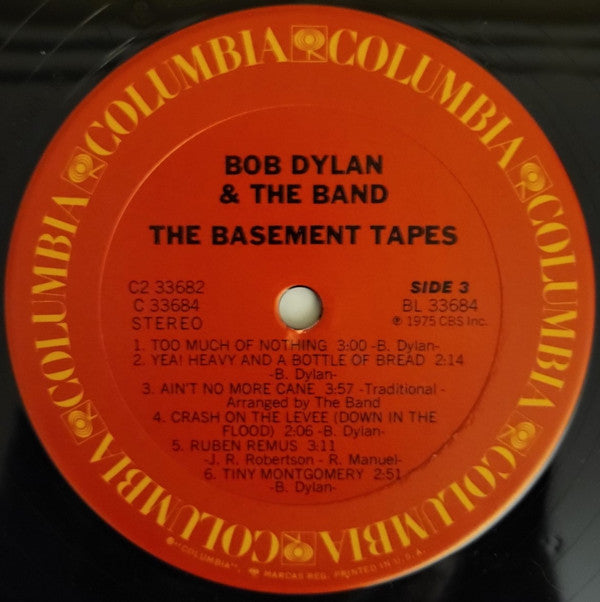 COLUMBIA COLUMBIA COLUMBIA COLUMBIA COLUMBIA COLUMBIA COLUMBIA COLUMBIA
BOB DYLAN
& THE BAND
THE BASEMENT TAPES
C2 33682
C 33684
STEREO
SIDE 3
BL 33684
℗ 1975 CBS Inc.
1. TOO MUCH OF NOTHING 3:00 -B. Dylan-
2. YEA! HEAVY AND A BOTTLE OF BREAD 2:14
-B. Dylan-
3. AIN'T NO MORE CANE 3:57 -Traditional -
Arranged by The Band
4. CRASH ON THE LEVEE (DOWN IN THE
FLOOD) 2:06 -B. Dylan-
5. RUBEN REMUS 3:11
-J. R. Robertson - R. Manuel-
6. TINY MONTGOMERY 2:51
-B. Dylan-
"COLUMBIA", MARCAS REG. PRINTED IN U.S.A.